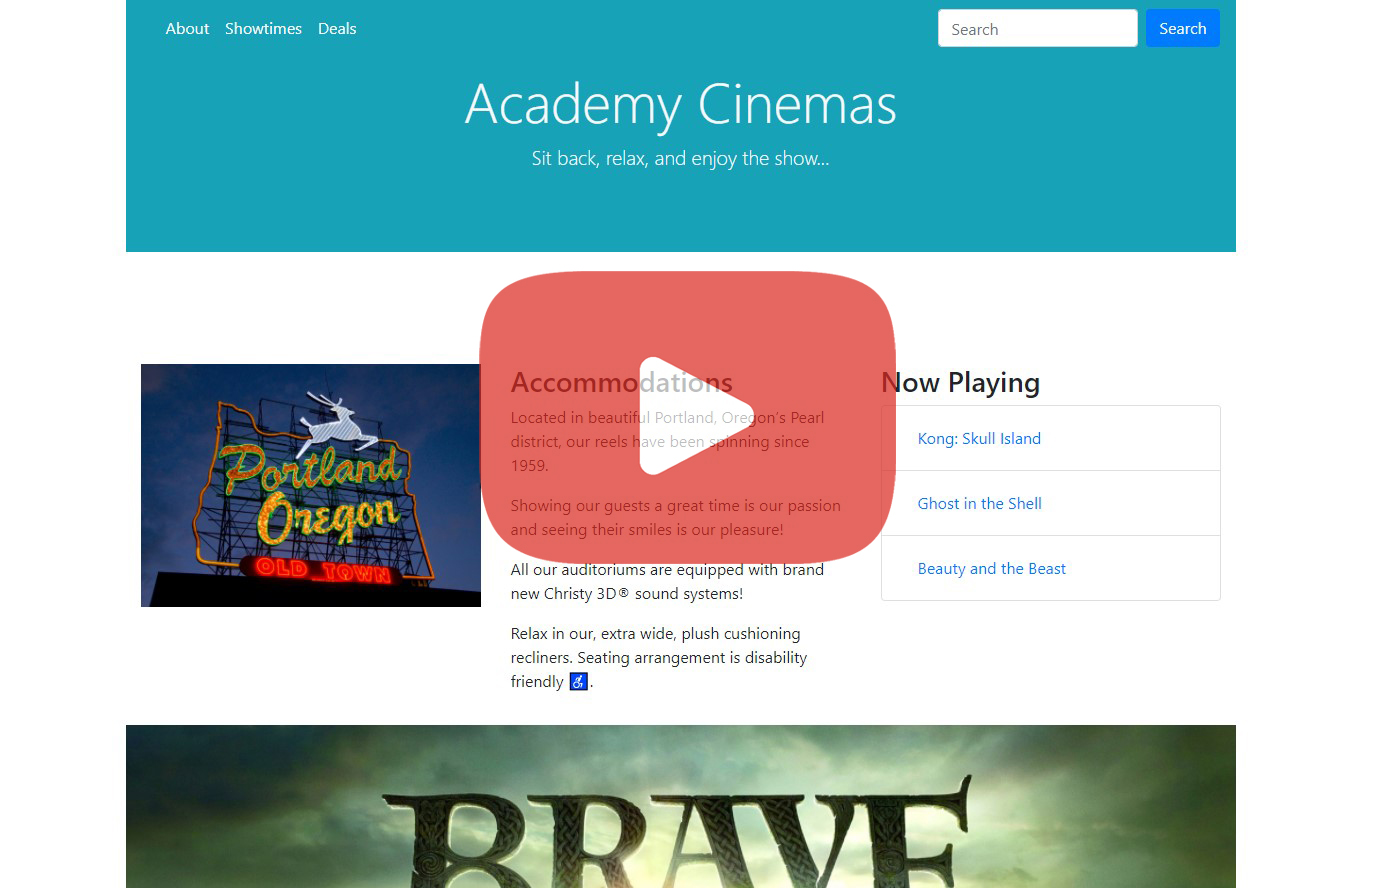 About Showtimes Deals
Search Search
Academy Cinemas
Sit back, relax, and enjoy the show...
Portland
Oregon
OLD TOWN
Accommodations
Located in beautiful Portland, Oregon's Pearl
district, our reels have been spinning since
1959.
Showing our guests a great time is our passion
and seeing their smiles is our pleasure!
All our auditoriums are equipped with brand
new Christy 3D® sound systems!
Relax in our, extra wide, plush cushioning
recliners. Seating arrangement is disability
friendly ♿.
Now Playing
Kong: Skull Island
Ghost in the Shell
Beauty and the Beast
BRAVE